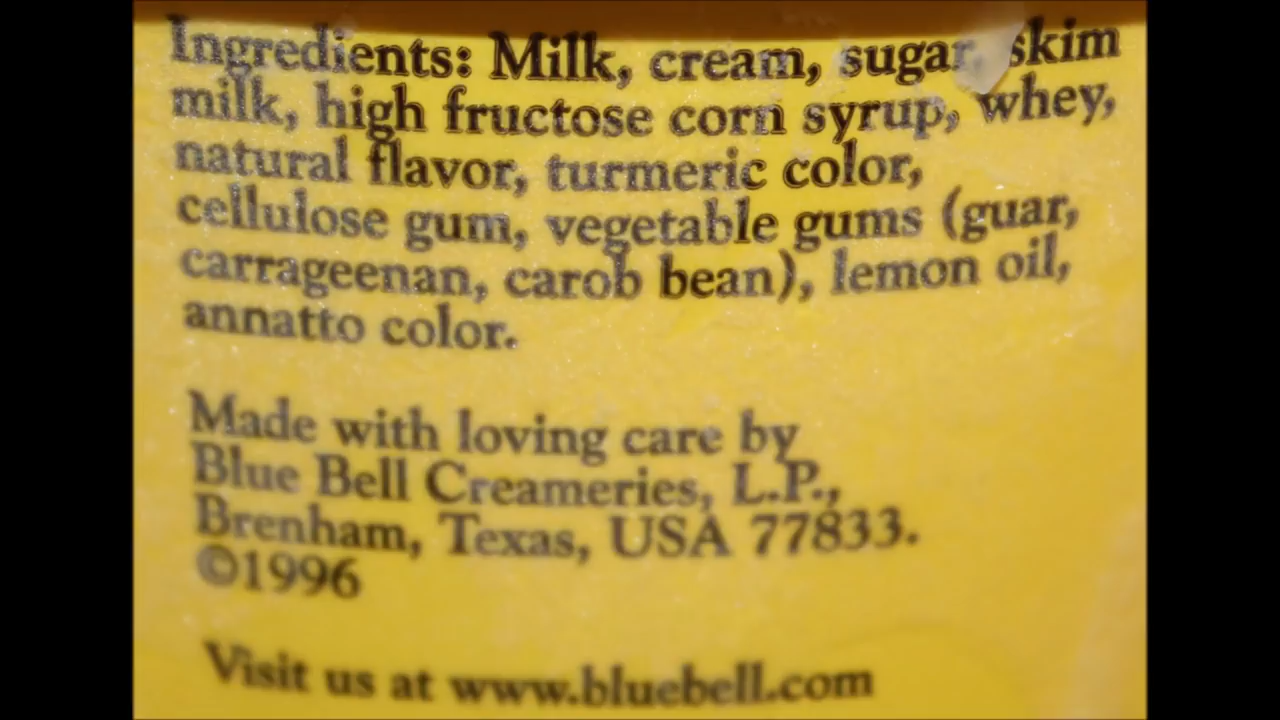 Ingredients: Milk, cream, sugar, skim
milk, high fructose corn syrup, whey,
natural flavor, turmeric color,
cellulose gum, vegetable gums (guar,
carrageenan, carob bean), lemon oil,
annatto color.
Made with loving care by
Blue Bell Creameries, L.P.,
Brenham, Texas, USA 77833.
©1996
Visit us at www.bluebell.com